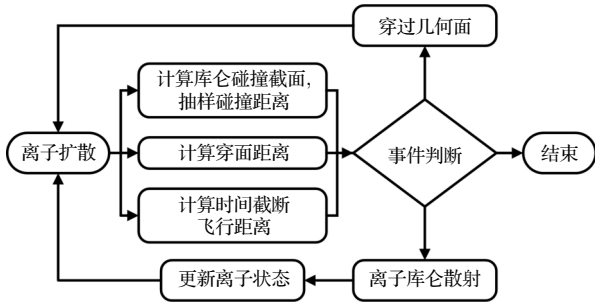 穿过几何面
计算库仑碰撞截面,
抽样碰撞距离
离子扩散
计算穿面距离
事件判断
结束
计算时间截断
飞行距离
更新离子状态
离子库仑散射